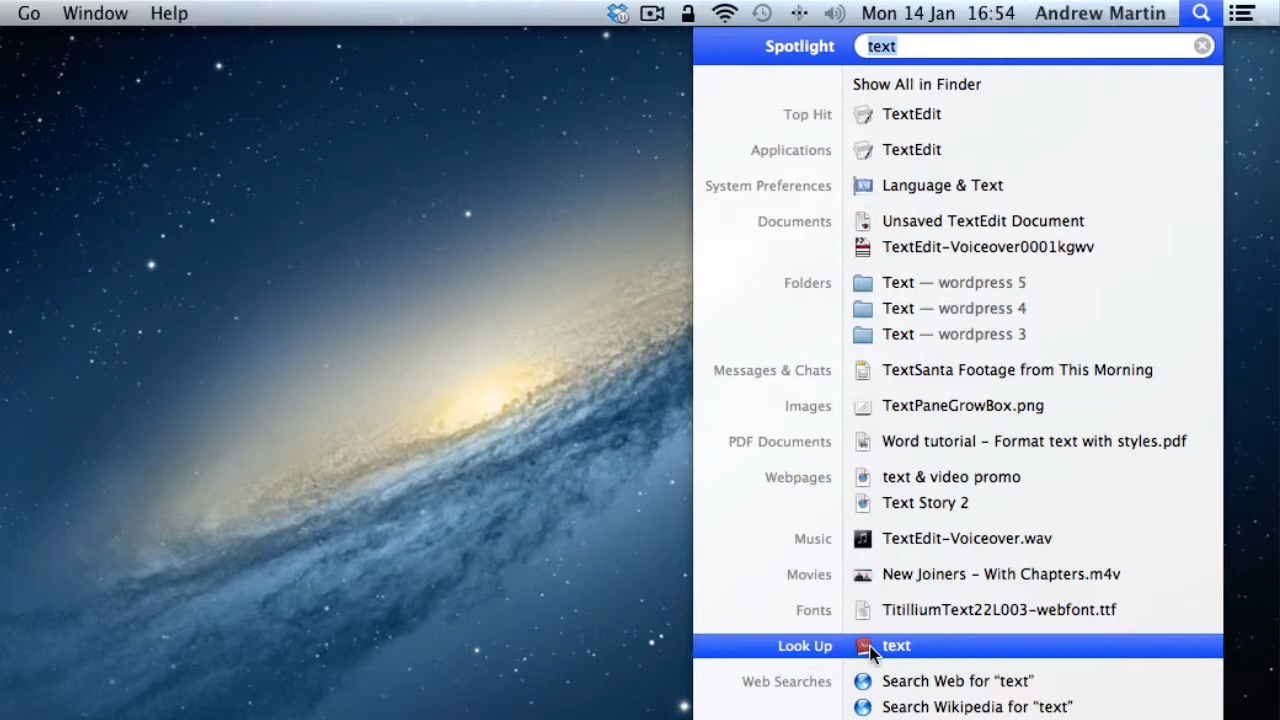 Go Window Help Mon 14 Jan 16:54 Andrew Martin
Spotlight text
Show All in Finder
Top Hit TextEdit
Applications TextEdit
System Preferences Language & Text
Documents Unsaved TextEdit Document
TextEdit-Voiceover0001kgwv
Folders Text — wordpress 5
Text — wordpress 4
Text — wordpress 3
Messages & Chats TextSanta Footage from This Morning
Images TextPaneGrowBox.png
PDF Documents Word tutorial - Format text with styles.pdf
Webpages text & video promo
Text Story 2
Music TextEdit-Voiceover.wav
Movies New Joiners - With Chapters.m4v
Fonts TitilliumText22L003-webfont.ttf
Look Up text
Web Searches Search Web for “text”
Search Wikipedia for “text”